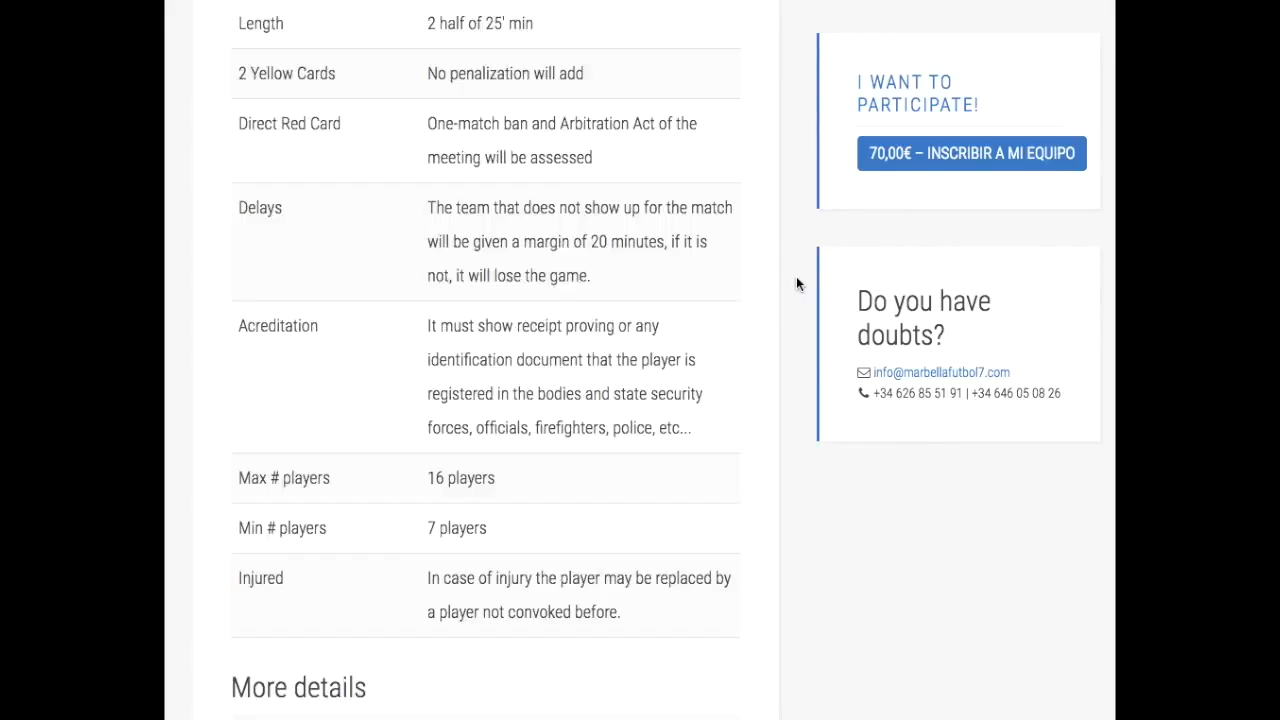 Length 2 half of 25' min
2 Yellow Cards No penalization will add
Direct Red Card One-match ban and Arbitration Act of the
meeting will be assessed
Delays The team that does not show up for the match
will be given a margin of 20 minutes, if it is
not, it will lose the game.
Acreditation It must show receipt proving or any
identification document that the player is
registered in the bodies and state security
forces, officials, firefighters, police, etc...
Max # players 16 players
Min # players 7 players
Injured In case of injury the player may be replaced by
a player not convoked before.
More details
I WANT TO
PARTICIPATE!
70,00€ – INSCRIBIR A MI EQUIPO
Do you have
doubts?
info@marbellafutbol7.com
+34 626 85 51 91 | +34 646 05 08 26